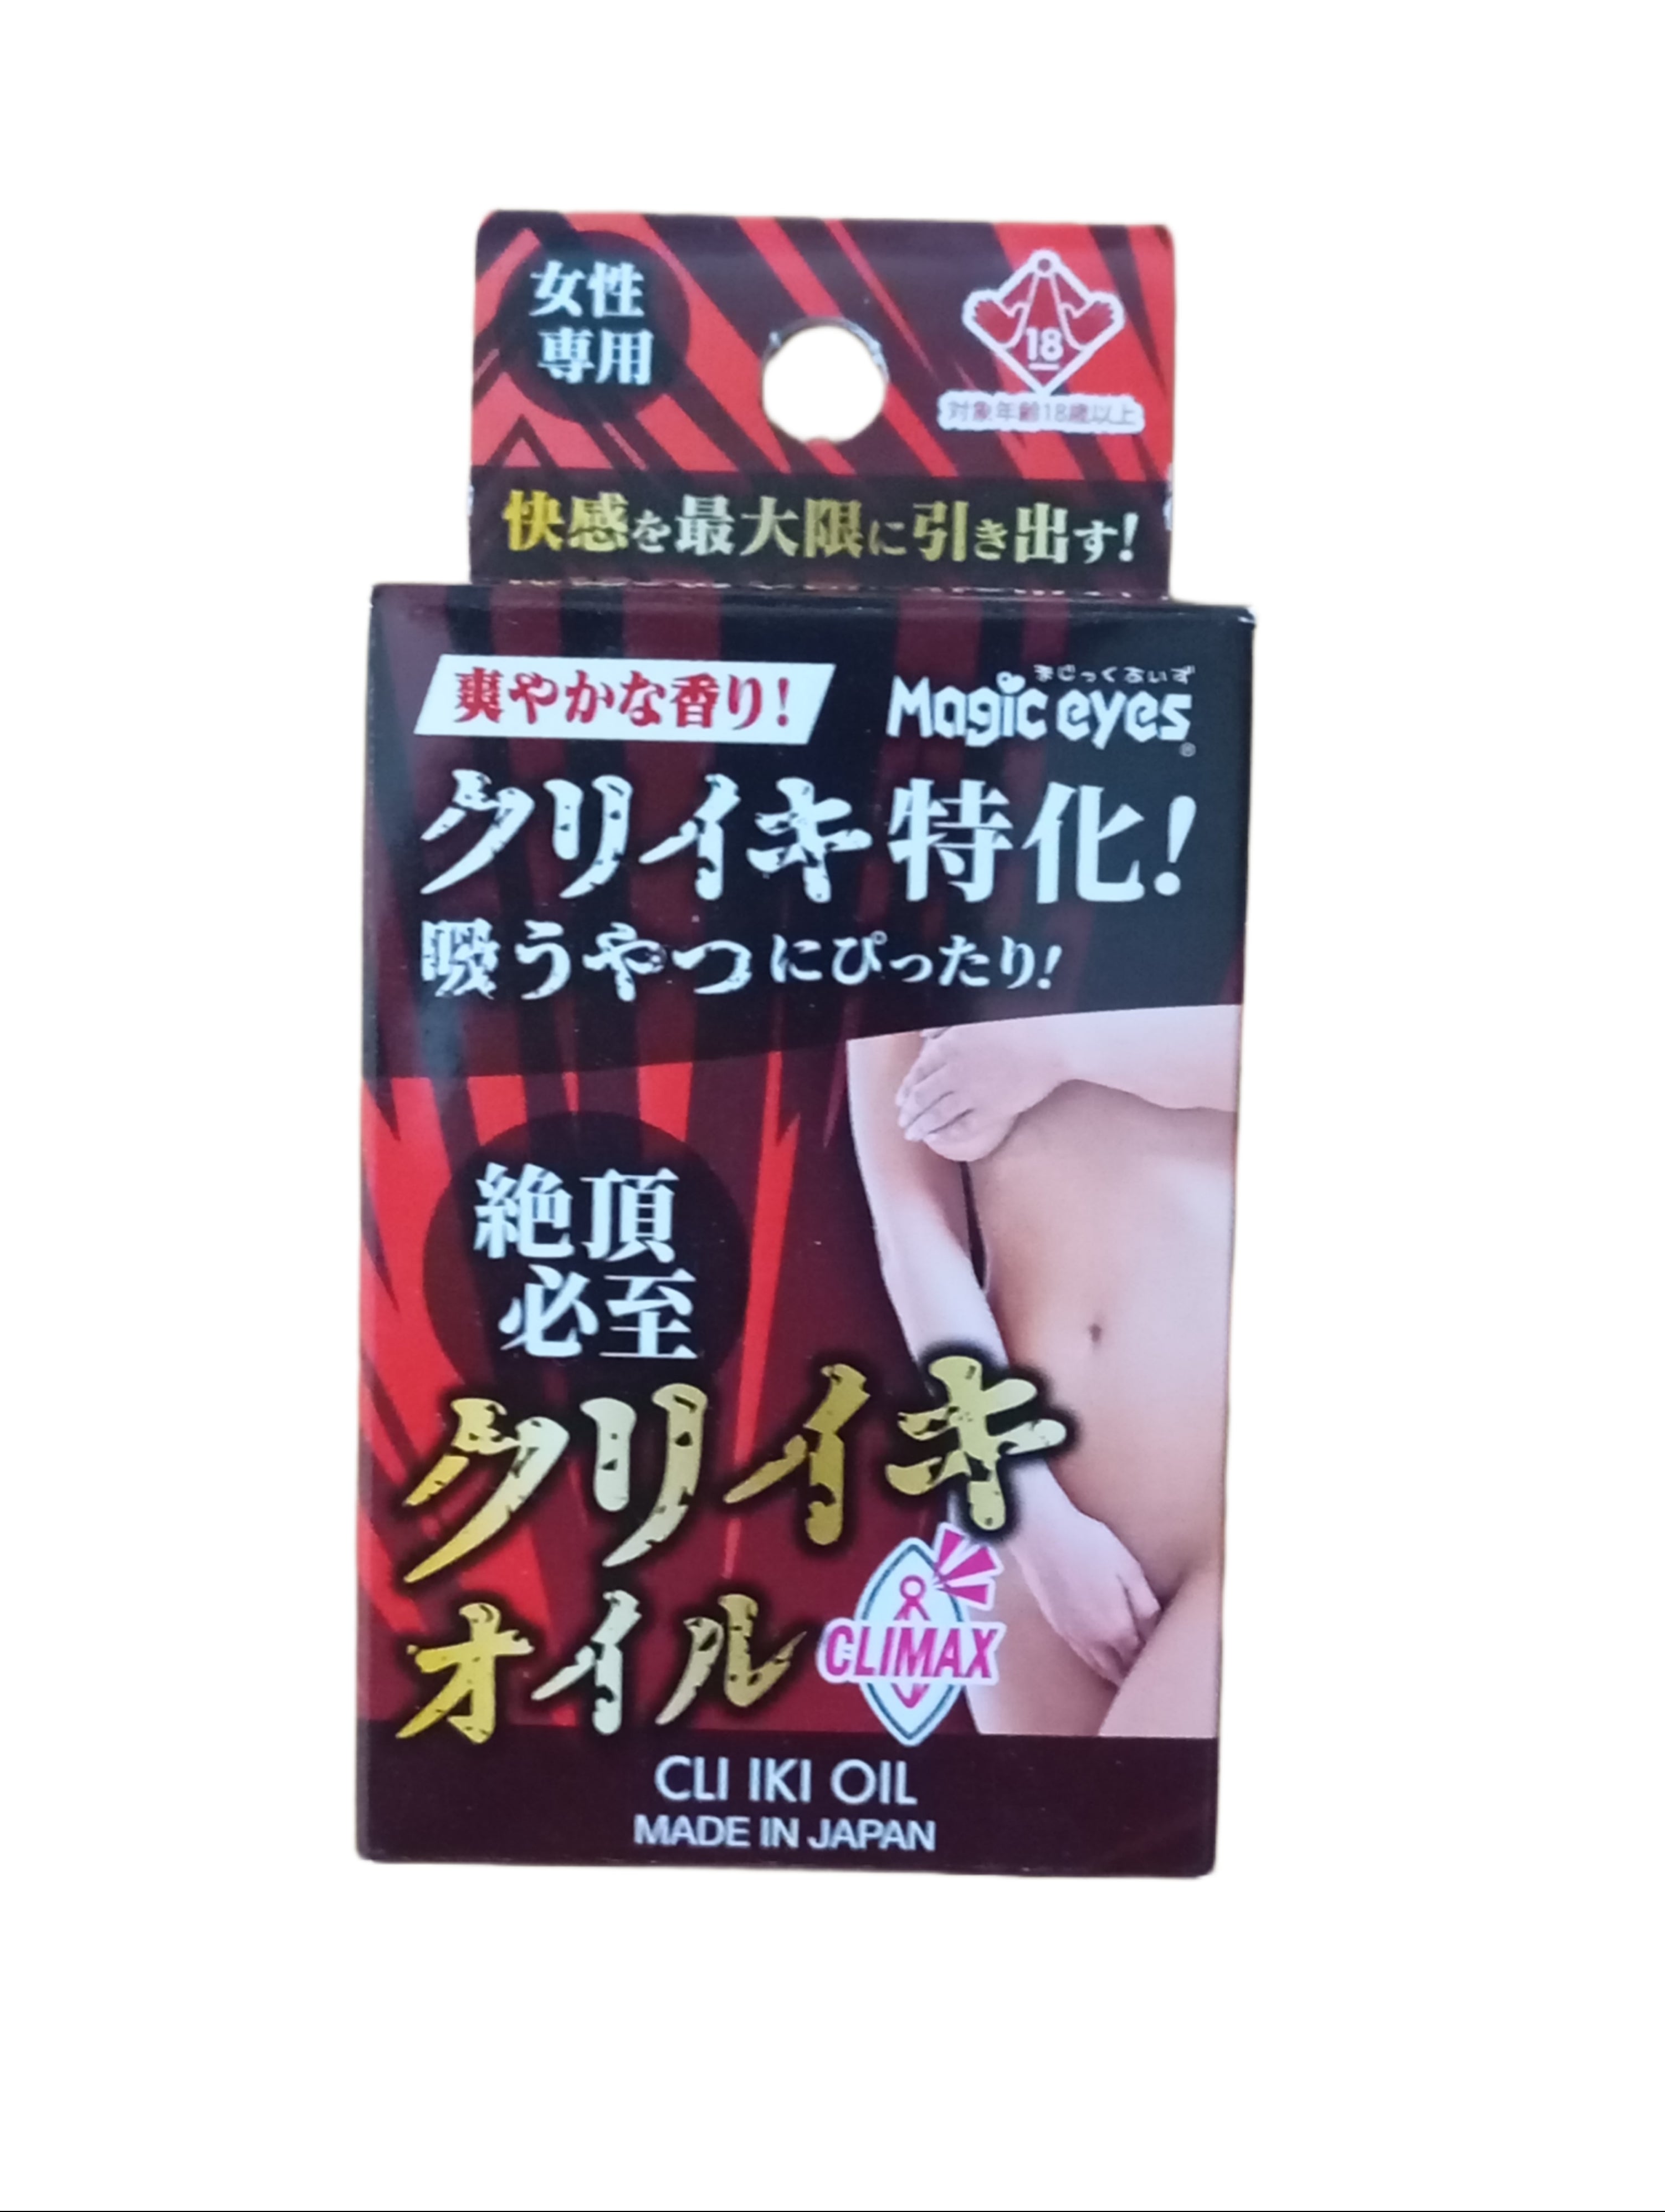 女性
専用
18
対象年齢18歳以上
快感を最大限に引き出す!
爽やかな香り!
まじっくあいず
Magic eyes®
クリイキ特化!
吸うやつにぴったり!
絶頂
必至
クリイキ
オイル
CLIMAX
CLI IKI OIL
MADE IN JAPAN